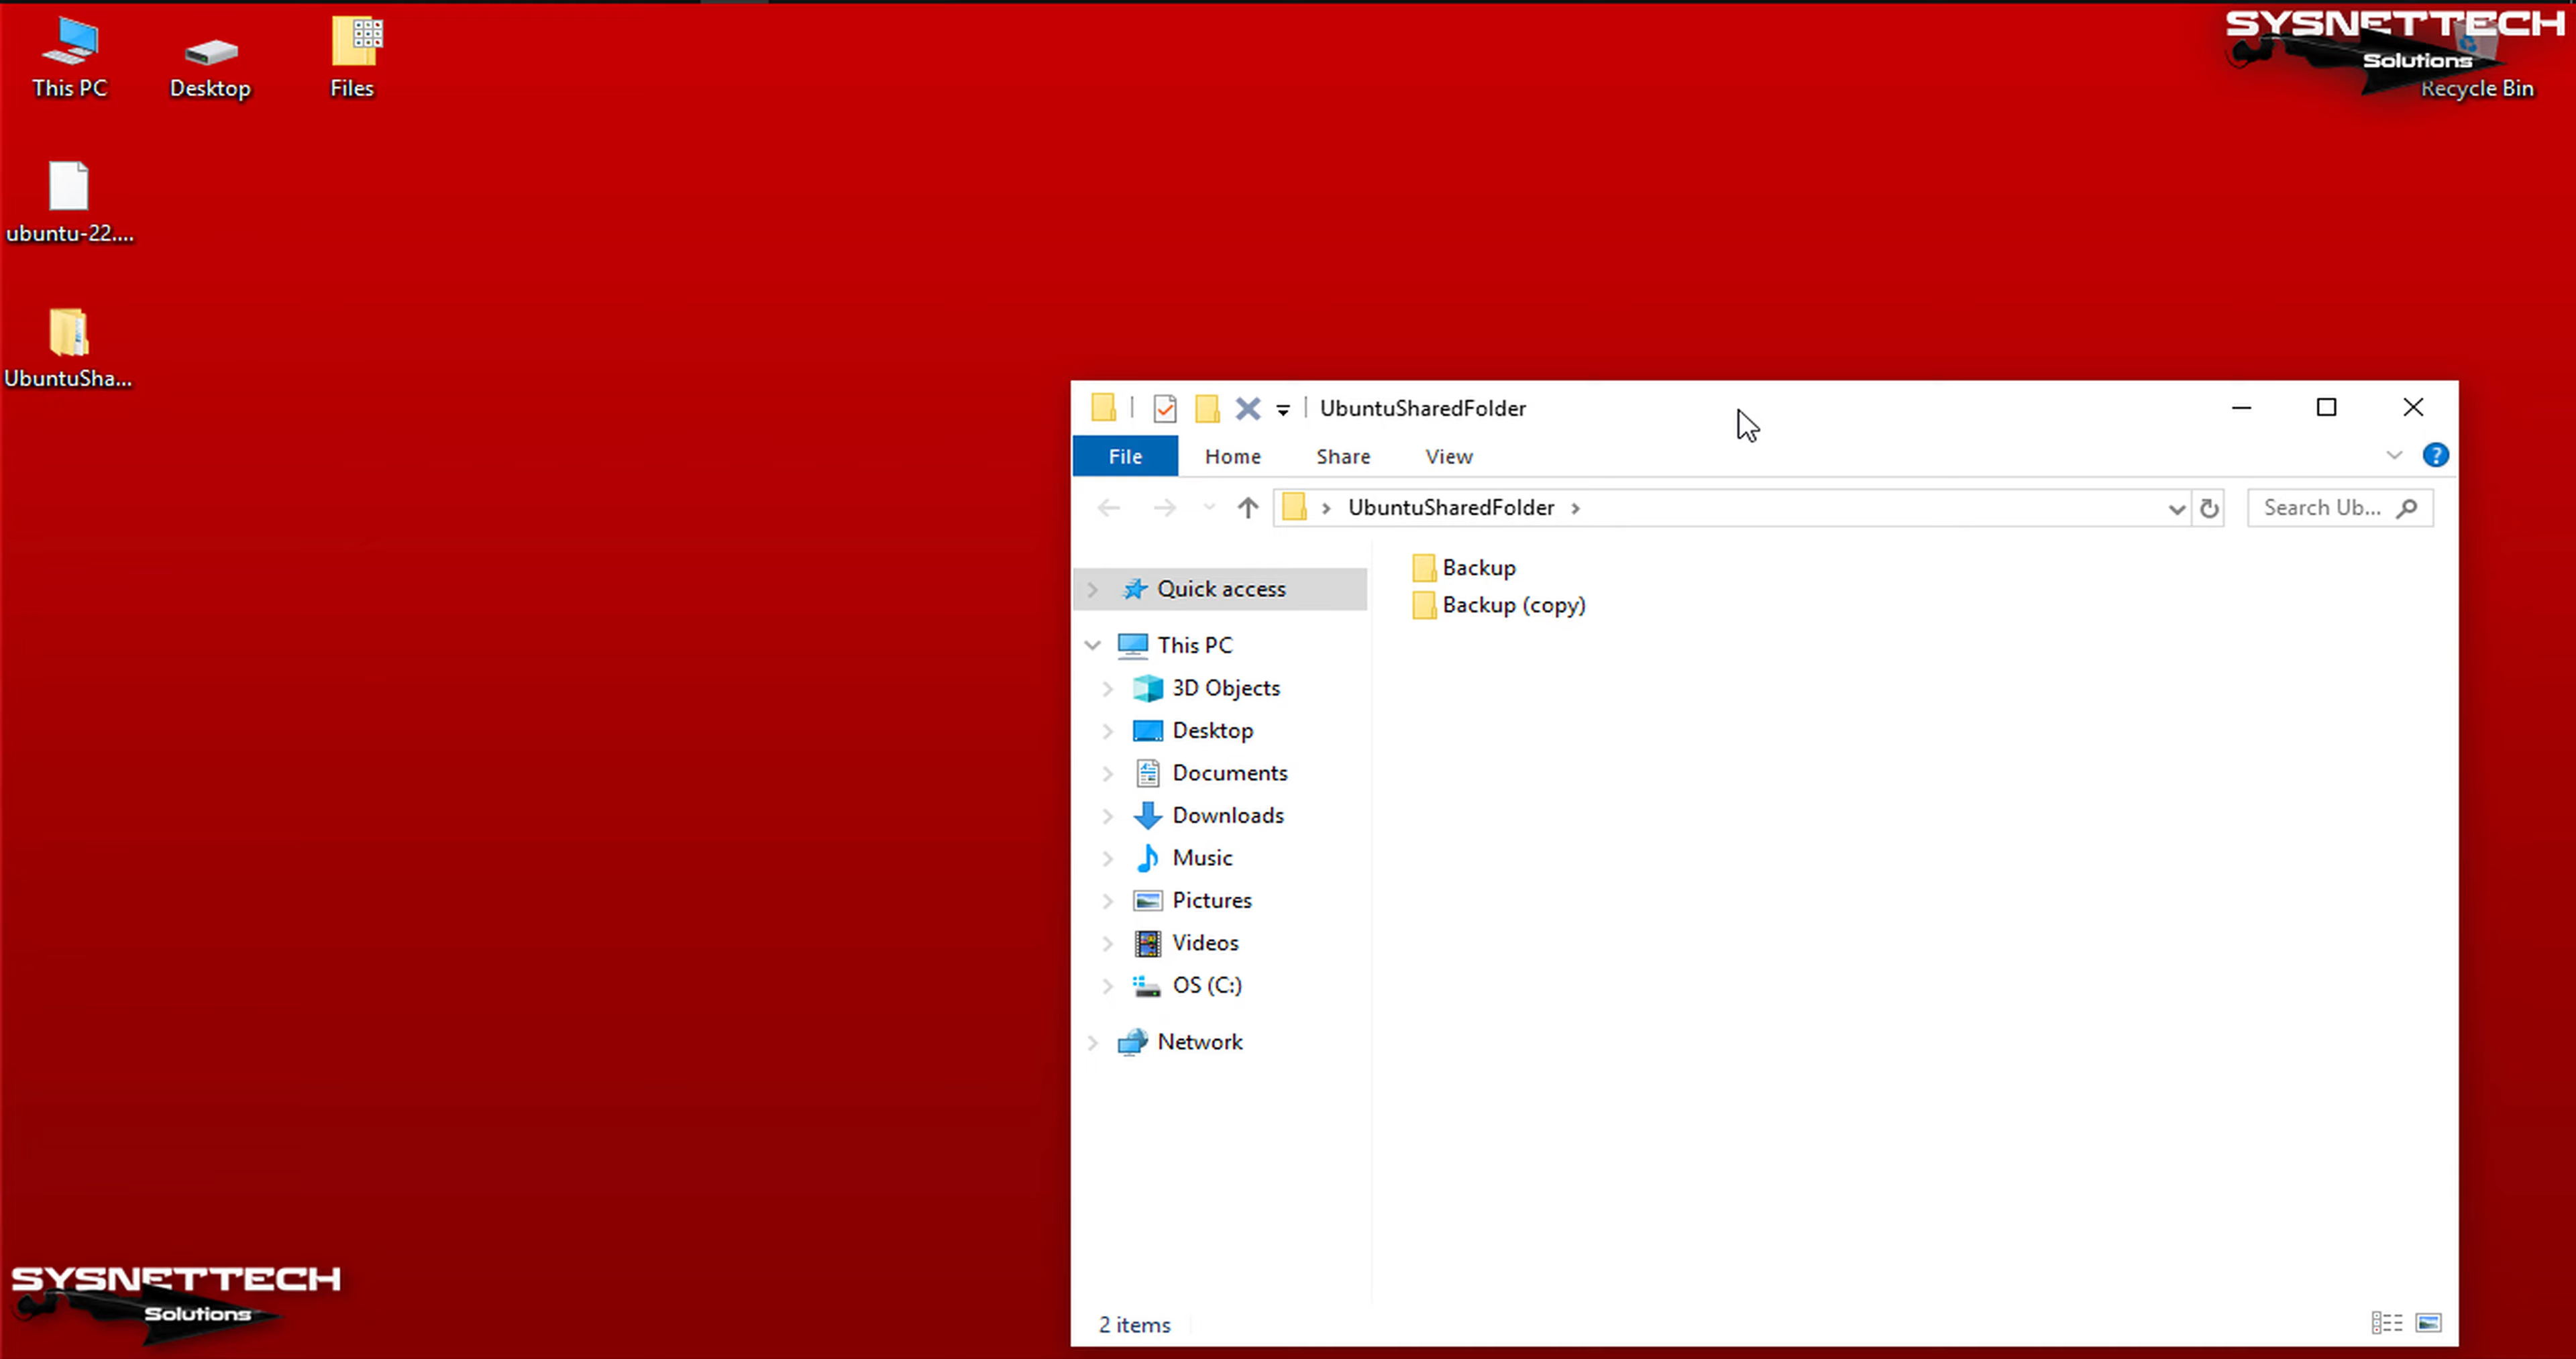 This PC
Desktop
Files
SYSNETTECH
Solutions
Recycle Bin
ubuntu-22....
UbuntuSha...
UbuntuSharedFolder
File
Home
Share
View
?
UbuntuSharedFolder
Search Ub...
Quick access
This PC
3D Objects
Desktop
Documents
Downloads
Music
Pictures
Videos
OS (C:)
Network
Backup
Backup (copy)
2 items
SYSNETTECH
Solutions